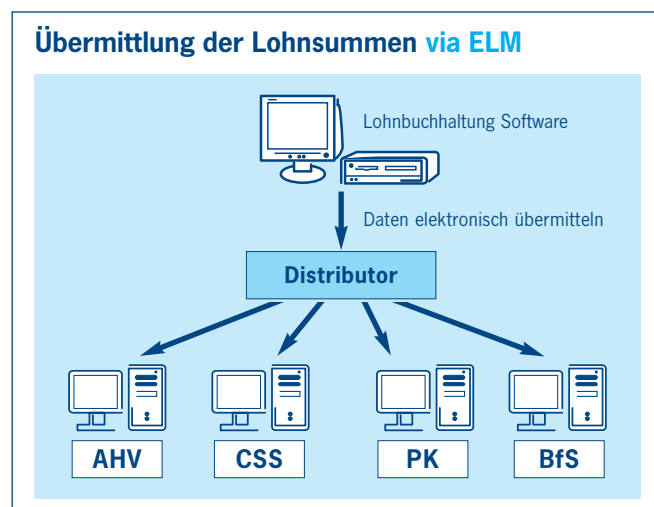 Übermittlung der Lohnsummen via ELM
Lohnbuchhaltung Software
Daten elektronisch übermitteln
Distributor
AHV
CSS
PK
BfS